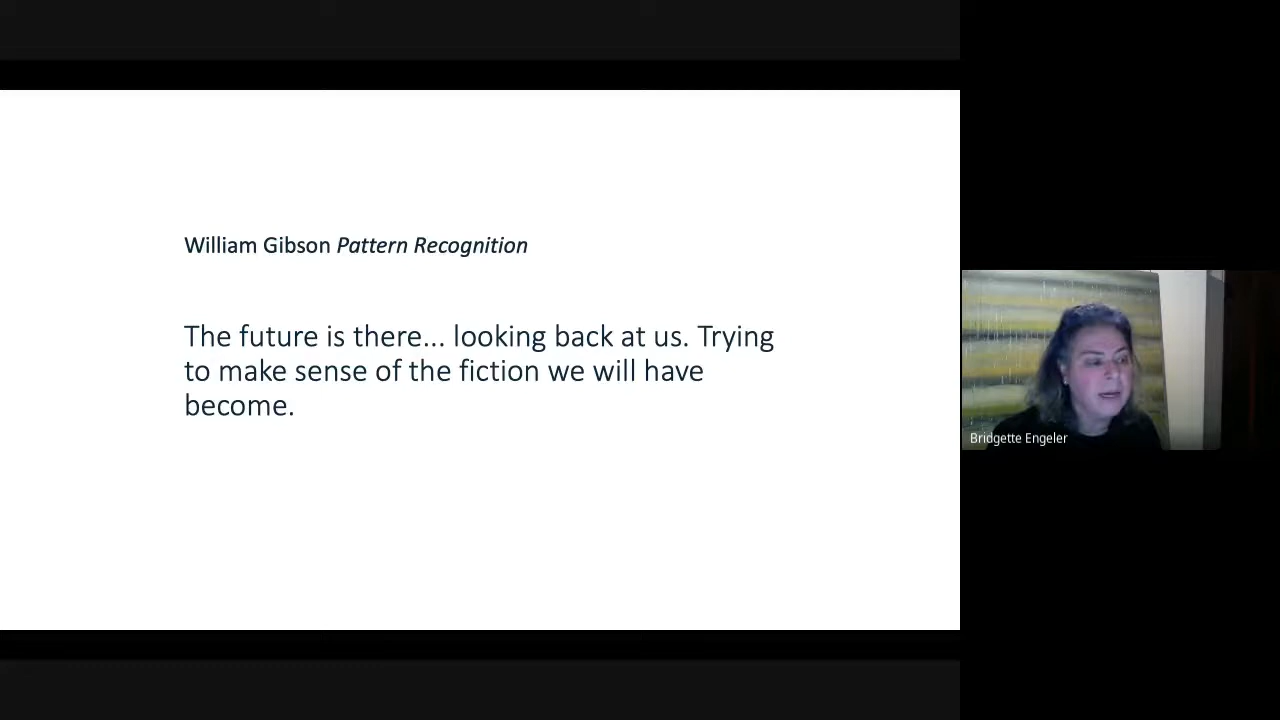 William Gibson Pattern Recognition
The future is there... looking back at us. Trying
to make sense of the fiction we will have
become.
Bridgette Engeler